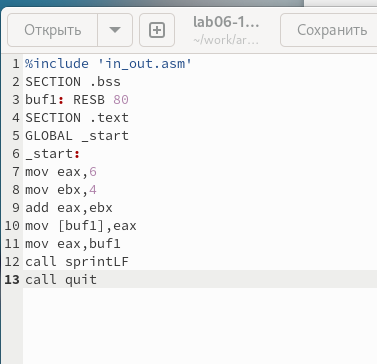 Открыть
lab06-1...
~/work/ar...
Сохранить
1 %include 'in_out.asm'
2 SECTION .bss
3 buf1: RESB 80
4 SECTION .text
5 GLOBAL _start
6 _start:
7 mov eax,6
8 mov ebx,4
9 add eax,ebx
10 mov [buf1],eax
11 mov eax,buf1
12 call sprintLF
13 call quit